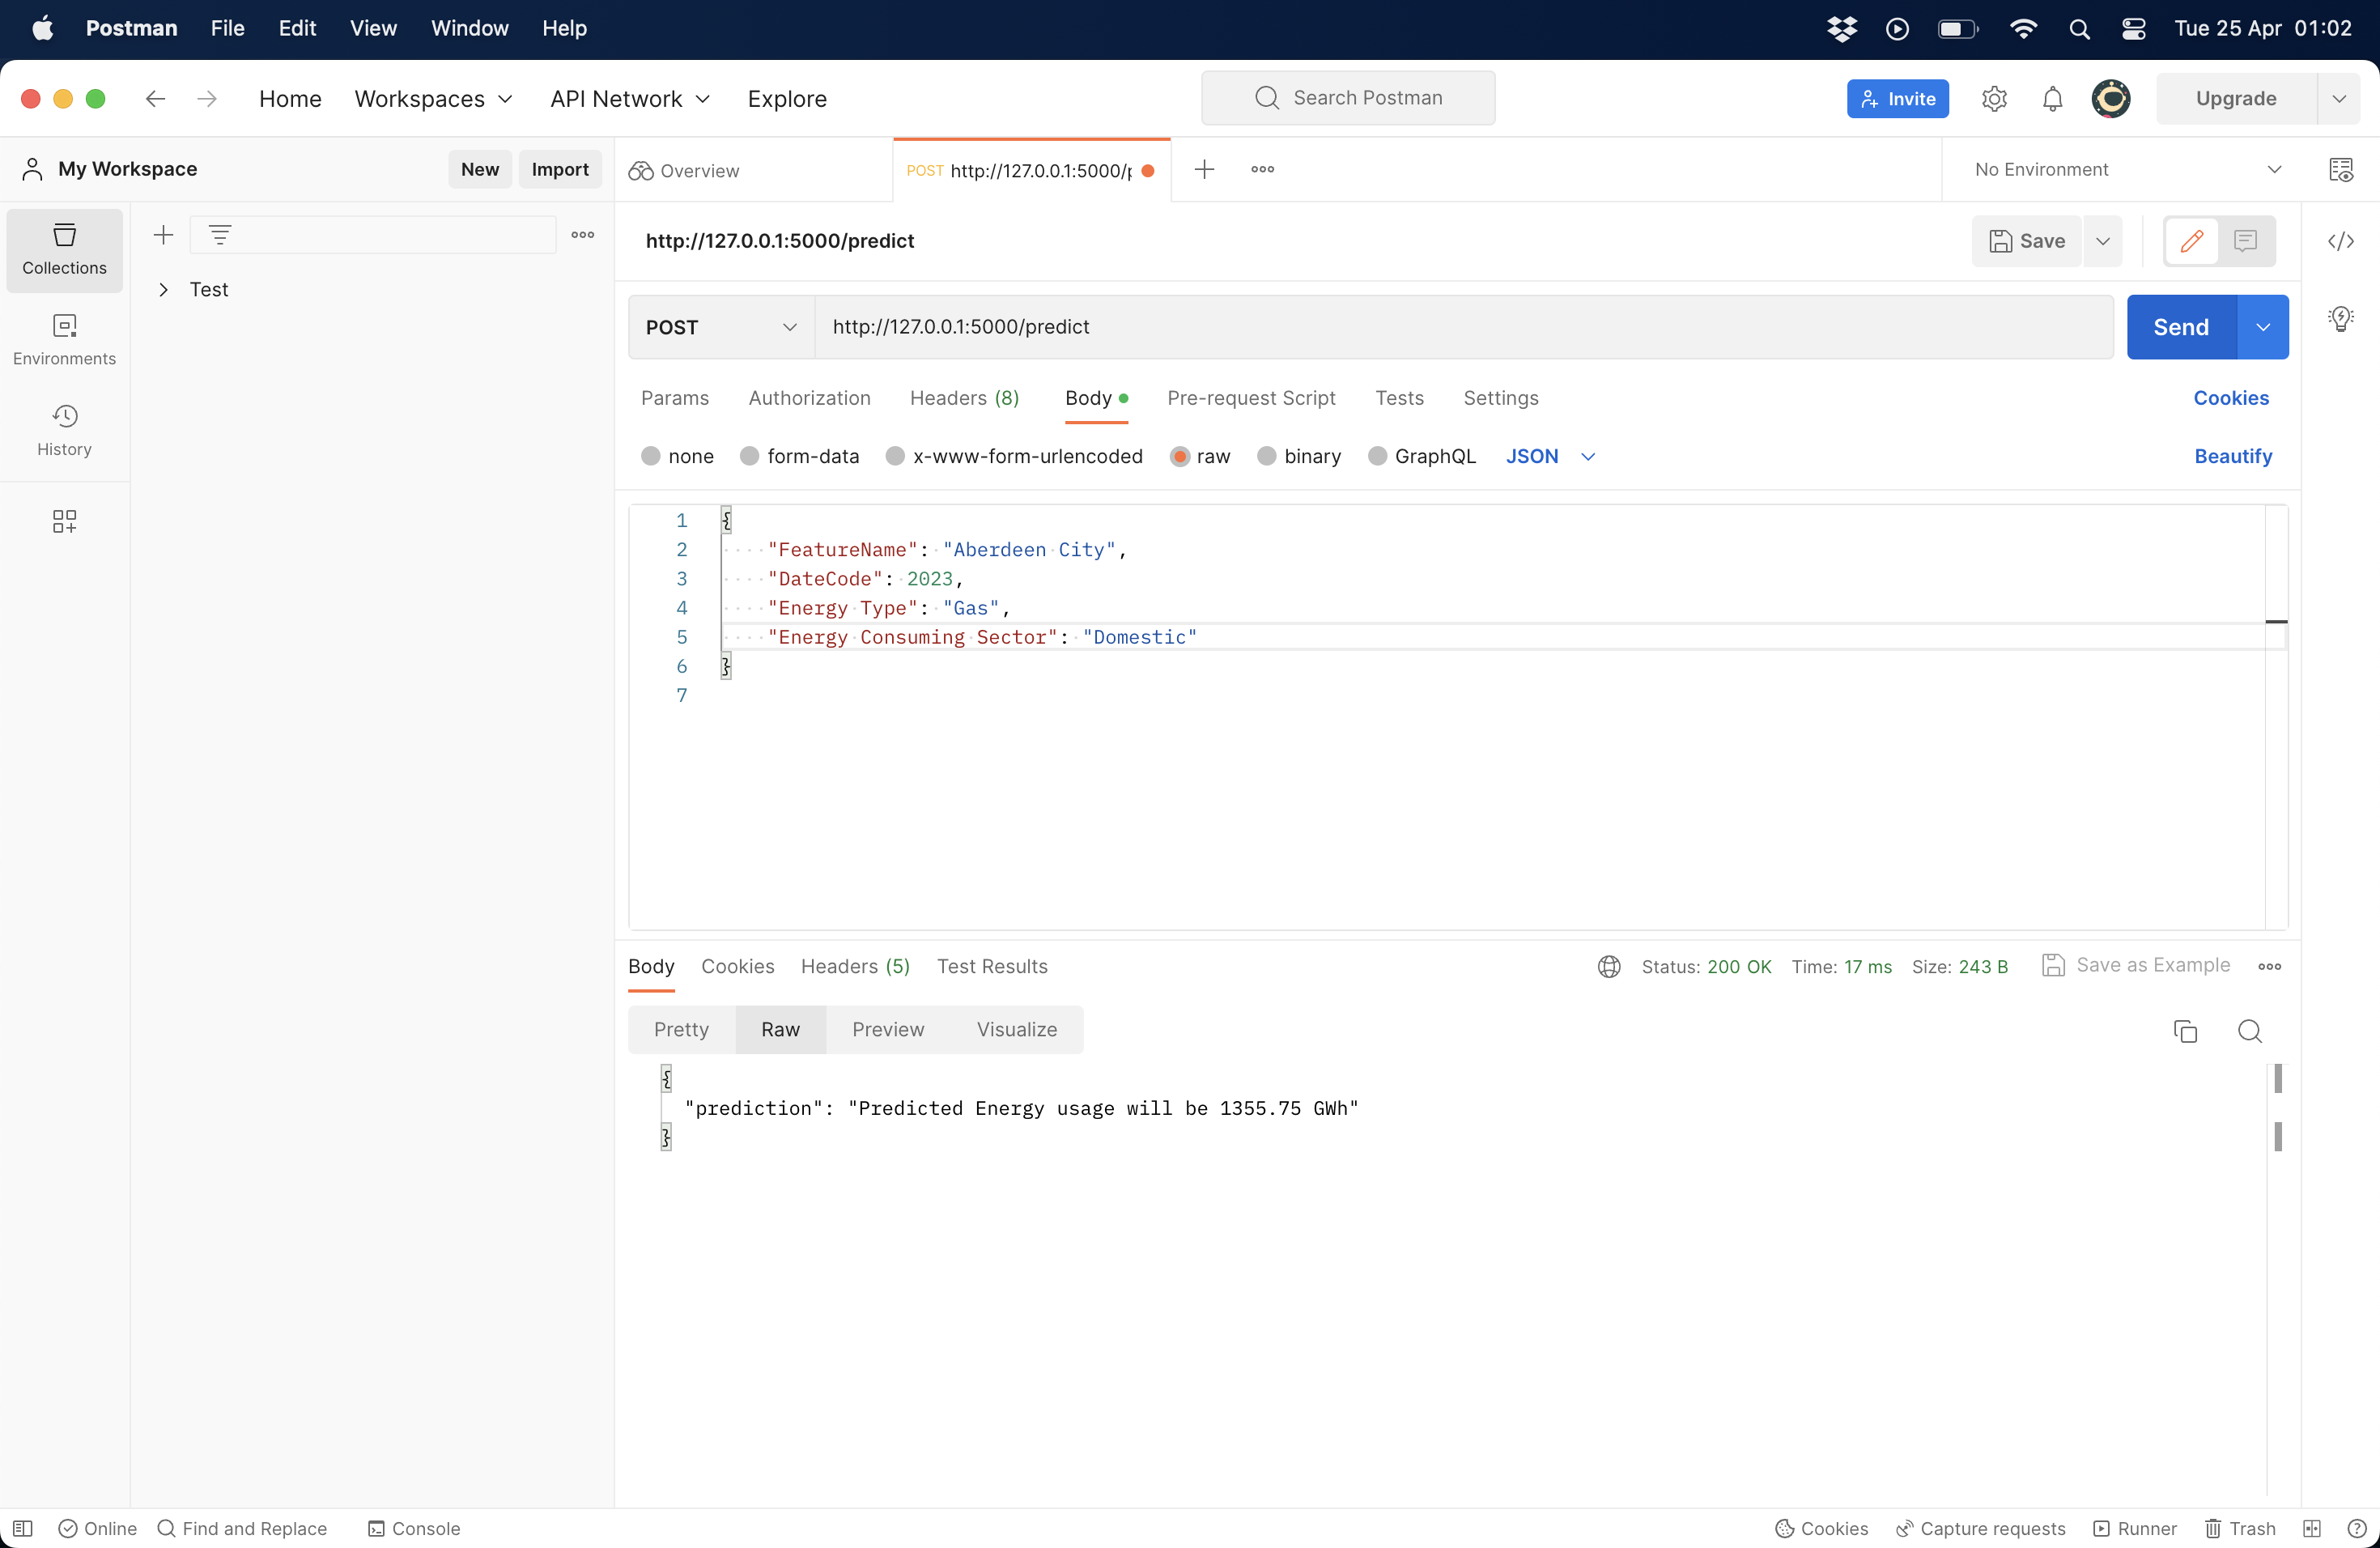 Postman File Edit View Window Help Tue 25 Apr 01:02
Home Workspaces API Network Explore Search Postman Invite Upgrade
My Workspace New Import Overview POST http://127.0.0.1:5000/p No Environment
Collections
Environments
History
Test
http://127.0.0.1:5000/predict Save
POST http://127.0.0.1:5000/predict Send
Params Authorization Headers (8) Body Pre-request Script Tests Settings Cookies
none form-data x-www-form-urlencoded raw binary GraphQL JSON Beautify
1 {
2 "FeatureName": "Aberdeen City",
3 "DateCode": 2023,
4 "Energy Type": "Gas",
5 "Energy Consuming Sector": "Domestic"
6 }
7
Body Cookies Headers (5) Test Results Status: 200 OK Time: 17 ms Size: 243 B Save as Example
Pretty Raw Preview Visualize
{
"prediction": "Predicted Energy usage will be 1355.75 GWh"
}
Online Find and Replace Console Cookies Capture requests Runner Trash